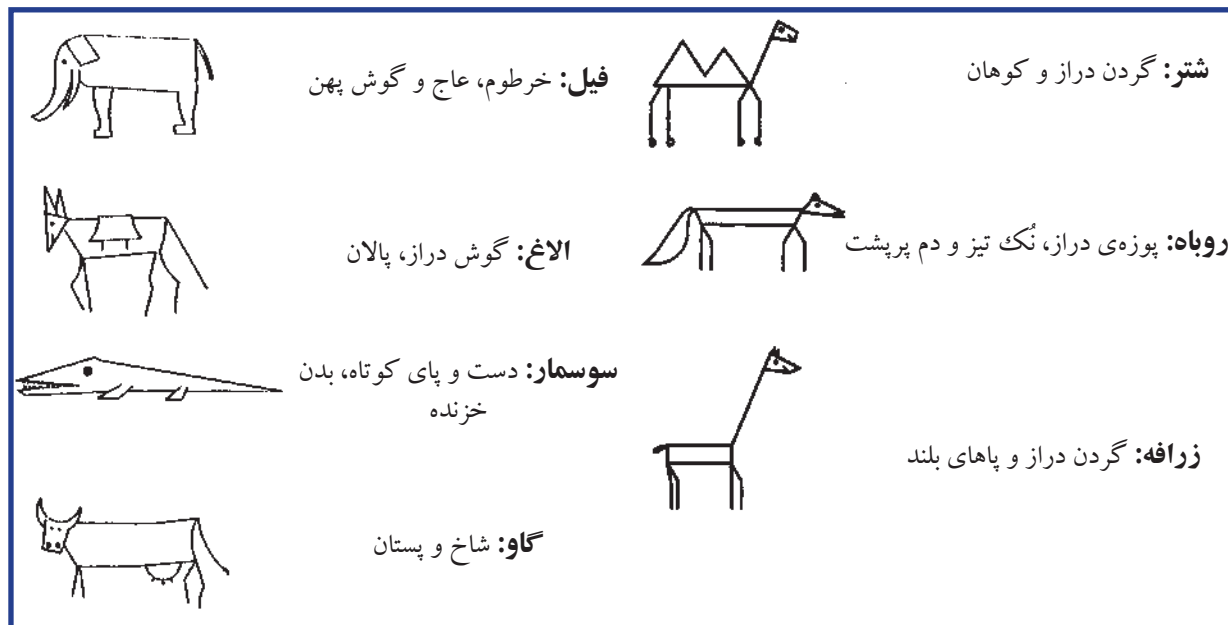 شتر: گردن دراز و کوهان
روباه: پوزه‌ی دراز، نُک تیز و دم پرپشت
زرافه: گردن دراز و پاهای بلند
فیل: خرطوم، عاج و گوش پهن
الاغ: گوش دراز، پالان
سوسمار: دست و پای کوتاه، بدن
خزنده
گاو: شاخ و پستان